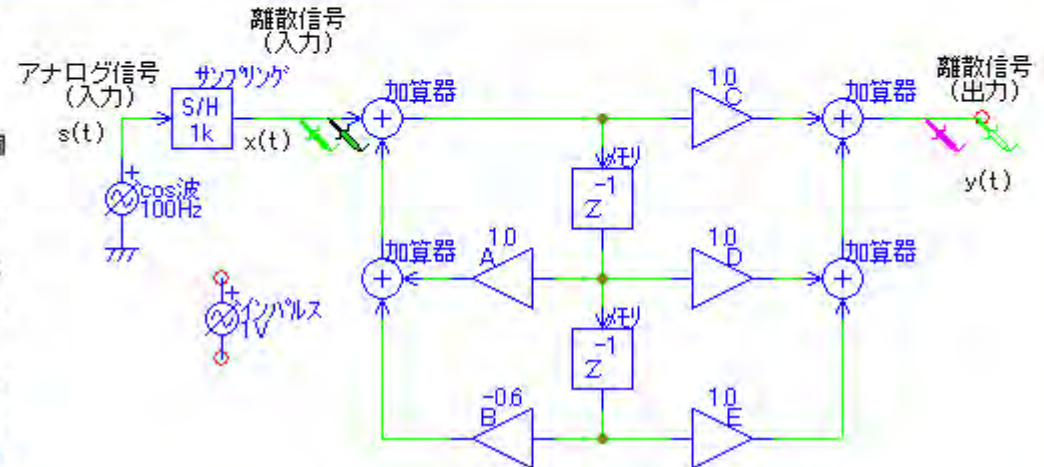 離散信号
(入力)
アナログ信号
(入力)
サンプリング
S/H
1k
s(t)
x(t)
加算器
1.0
C
加算器
離散信号
(出力)
y(t)
メモリ
Z
-1
+
cos波
100Hz
加算器
1.0
A
1.0
D
加算器
+
インパルス
1V
メモリ
Z
-1
-0.6
B
1.0
E